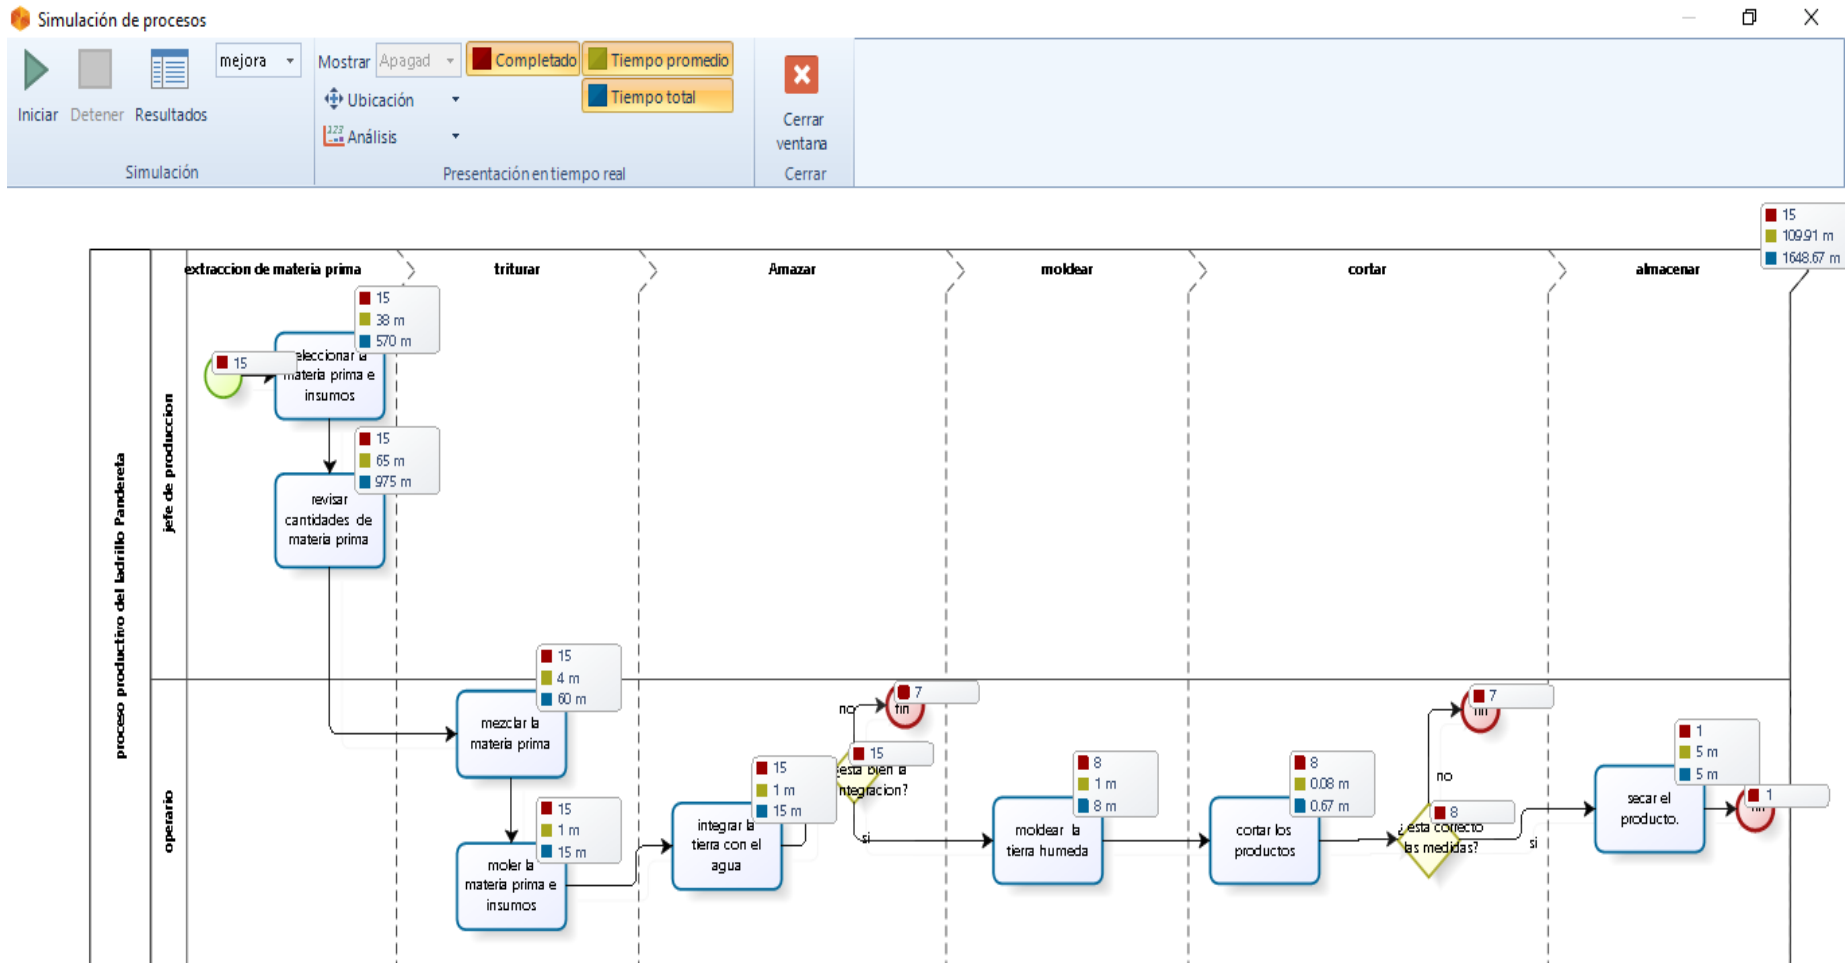 Simulación de procesos
Iniciar
Detener
Resultados
mejora
Simulación
Mostrar
Apagad
Completado
Tiempo promedio
Ubicación
Tiempo total
Análisis
Presentación en tiempo real
Cerrar
ventana
Cerrar
15
109.91 m
1648.67 m
extraccion de materia prima
triturar
Amazar
moldear
cortar
almacenar
proceso productivo del ladrillo Pandereta
jefe de produccion
15
15
38 m
570 m
eleccionar la
materia prima e
insumos
15
65 m
975 m
revisar
cantidades de
materia prima
operario
15
4 m
60 m
mezclar la
materia prima
15
1 m
15 m
moler la
materia prima e
insumos
15
1 m
15 m
integrar la
tierra con el
agua
15
esta bien la
ntegracion?
no
7
fin
si
8
1 m
8 m
moldear la
tierra humeda
8
0.08 m
0.67 m
cortar los
productos
8
¿esta correcto
las medidas?
no
7
si
1
5 m
5 m
secar el
producto.
1